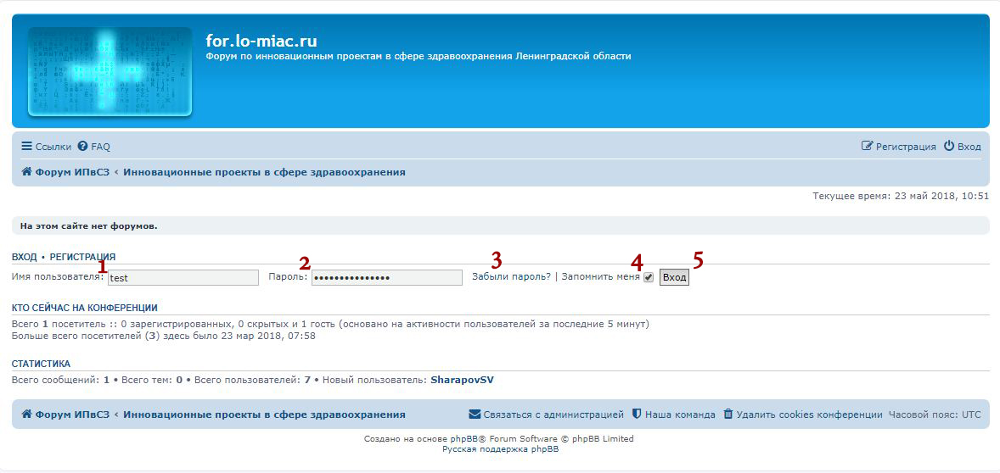 for.lo-miac.ru
Форум по инновационным проектам в сфере здравоохранения Ленинградской области
Ссылки FAQ Регистрация Вход
Форум ИПвСЗ ‹ Инновационные проекты в сфере здравоохранения
Текущее время: 23 май 2018, 10:51
На этом сайте нет форумов.
ВХОД • РЕГИСТРАЦИЯ
1 2 3 4 5
Имя пользователя: test Пароль: ••••••••••••••• Забыли пароль? | Запомнить меня Вход
КТО СЕЙЧАС НА КОНФЕРЕНЦИИ
Всего 1 посетитель :: 0 зарегистрированных, 0 скрытых и 1 гость (основано на активности пользователей за последние 5 минут)
Больше всего посетителей (3) здесь было 23 мар 2018, 07:58
СТАТИСТИКА
Всего сообщений: 1 • Всего тем: 0 • Всего пользователей: 7 • Новый пользователь: SharapovSV
Форум ИПвСЗ ‹ Инновационные проекты в сфере здравоохранения Связаться с администрацией Наша команда Удалить cookies конференции Часовой пояс: UTC
Создано на основе phpBB® Forum Software © phpBB Limited
Русская поддержка phpBB